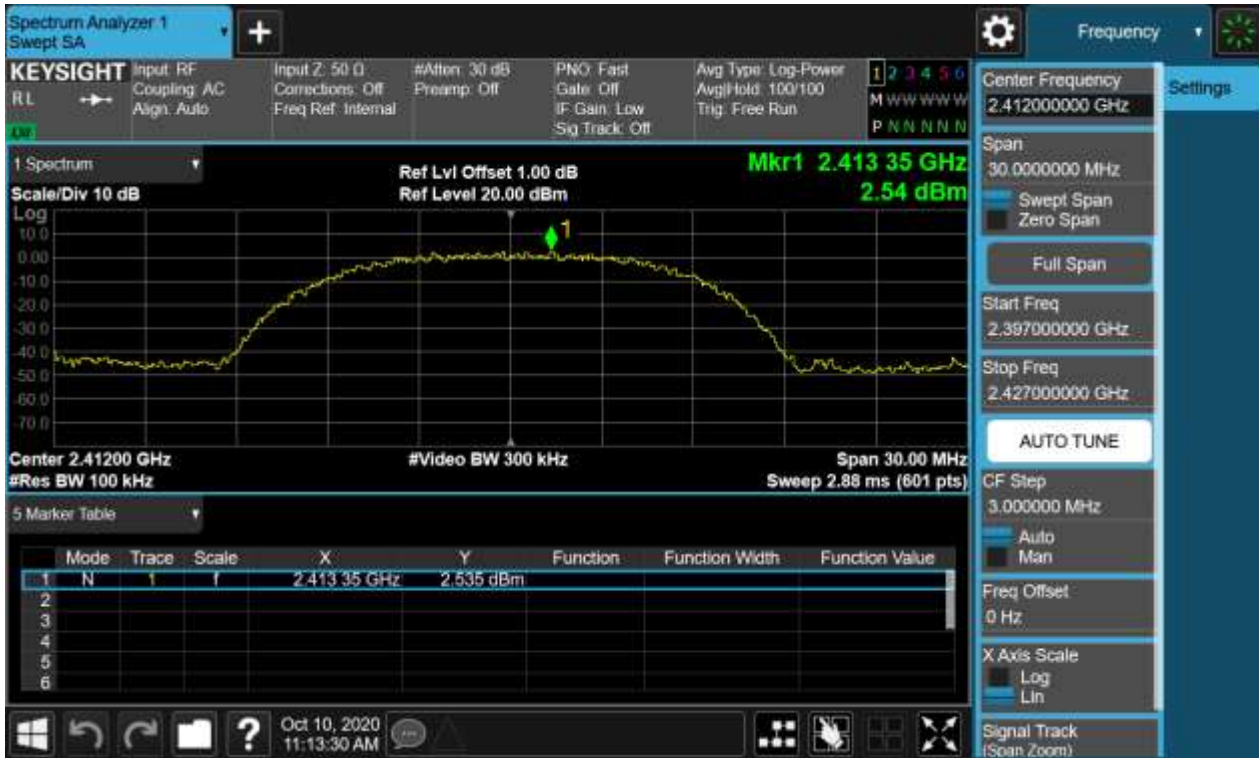 Spectrum Analyzer 1
Swept SA
+
Frequency
KEYSIGHT
RL
Input: RF
Coupling: AC
Align: Auto
Input Z: 50 Ω
Corrections: Off
Freq Ref: Internal
#Atten: 30 dB
Preamp: Off
PNO: Fast
Gate: Off
IF Gain: Low
Sig Track: Off
Avg Type: Log-Power
Avg|Hold: 100/100
Trig: Free Run
1 2 3 4 5 6
M W W W W W
P N N N N N
Center Frequency
2.412000000 GHz
Settings
Span
30.0000000 MHz
Swept Span
Zero Span
Full Span
Start Freq
2.397000000 GHz
Stop Freq
2.427000000 GHz
AUTO TUNE
CF Step
3.000000 MHz
Auto
Man
Freq Offset
0 Hz
X Axis Scale
Log
Lin
Signal Track
(Span Zoom)
1 Spectrum
Scale/Div 10 dB
Ref Lvl Offset 1.00 dB
Ref Level 20.00 dBm
Mkr1 2.413 35 GHz
2.54 dBm
Log
10.0
0.00
-10.0
-20.0
-30.0
-40.0
-50.0
-60.0
-70.0
1
Center 2.41200 GHz
#Video BW 300 kHz
Span 30.00 MHz
#Res BW 100 kHz
Sweep 2.88 ms (601 pts)
5 Marker Table
Mode Trace Scale X Y Function Function Width Function Value
1 N 1 f 2.413 35 GHz 2.535 dBm
2
3
4
5
6
?
Oct 10, 2020
11:13:30 AM